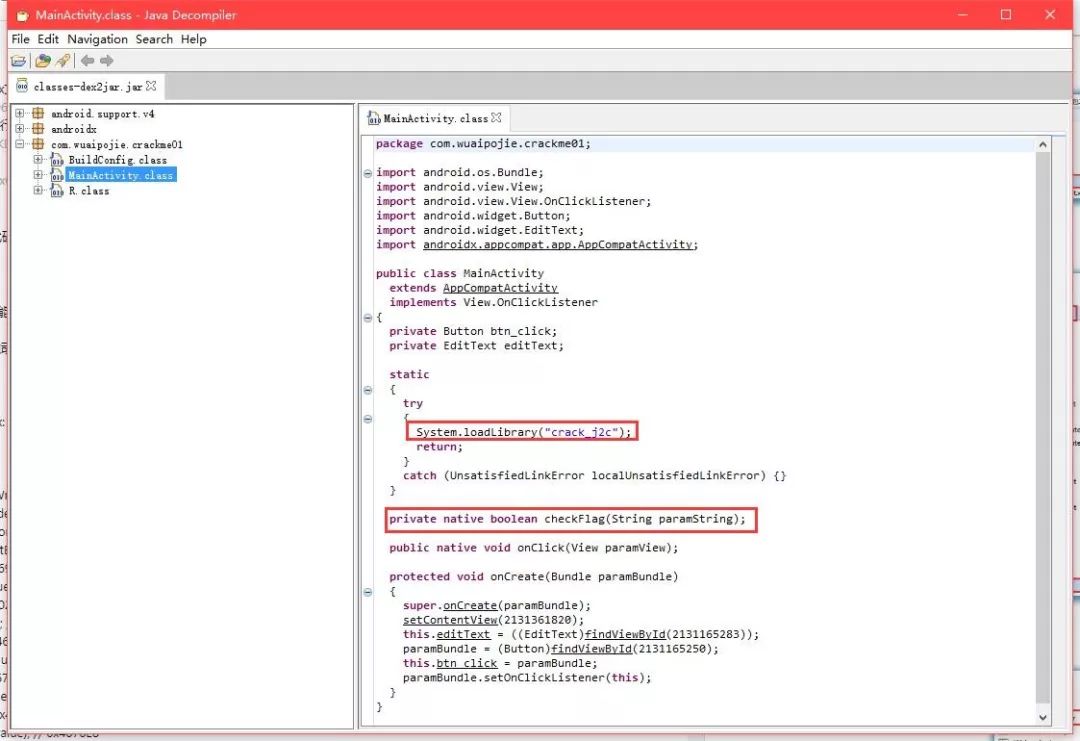 MainActivity.class - Java Decompiler
File Edit Navigation Search Help
classes-dex2jar.jar
android.support.v4
androidx
com.wuaipojie.crackme01
BuildConfig.class
MainActivity.class
R.class
MainActivity.class
package com.wuaipojie.crackme01;
import android.os.Bundle;
import android.view.View;
import android.view.View.OnClickListener;
import android.widget.Button;
import android.widget.EditText;
import androidx.appcompat.app.AppCompatActivity;
public class MainActivity
extends AppCompatActivity
implements View.OnClickListener
{
private Button btn_click;
private EditText editText;
static
{
try
{
System.loadLibrary("crack_j2c");
return;
}
catch (UnsatisfiedLinkError localUnsatisfiedLinkError) {}
}
private native boolean checkFlag(String paramString);
public native void onClick(View paramView);
protected void onCreate(Bundle paramBundle)
{
super.onCreate(paramBundle);
setContentView(2131361820);
this.editText = ((EditText)findViewById(2131165283));
paramBundle = (Button)findViewById(2131165250);
this.btn_click = paramBundle;
paramBundle.setOnClickListener(this);
}
}